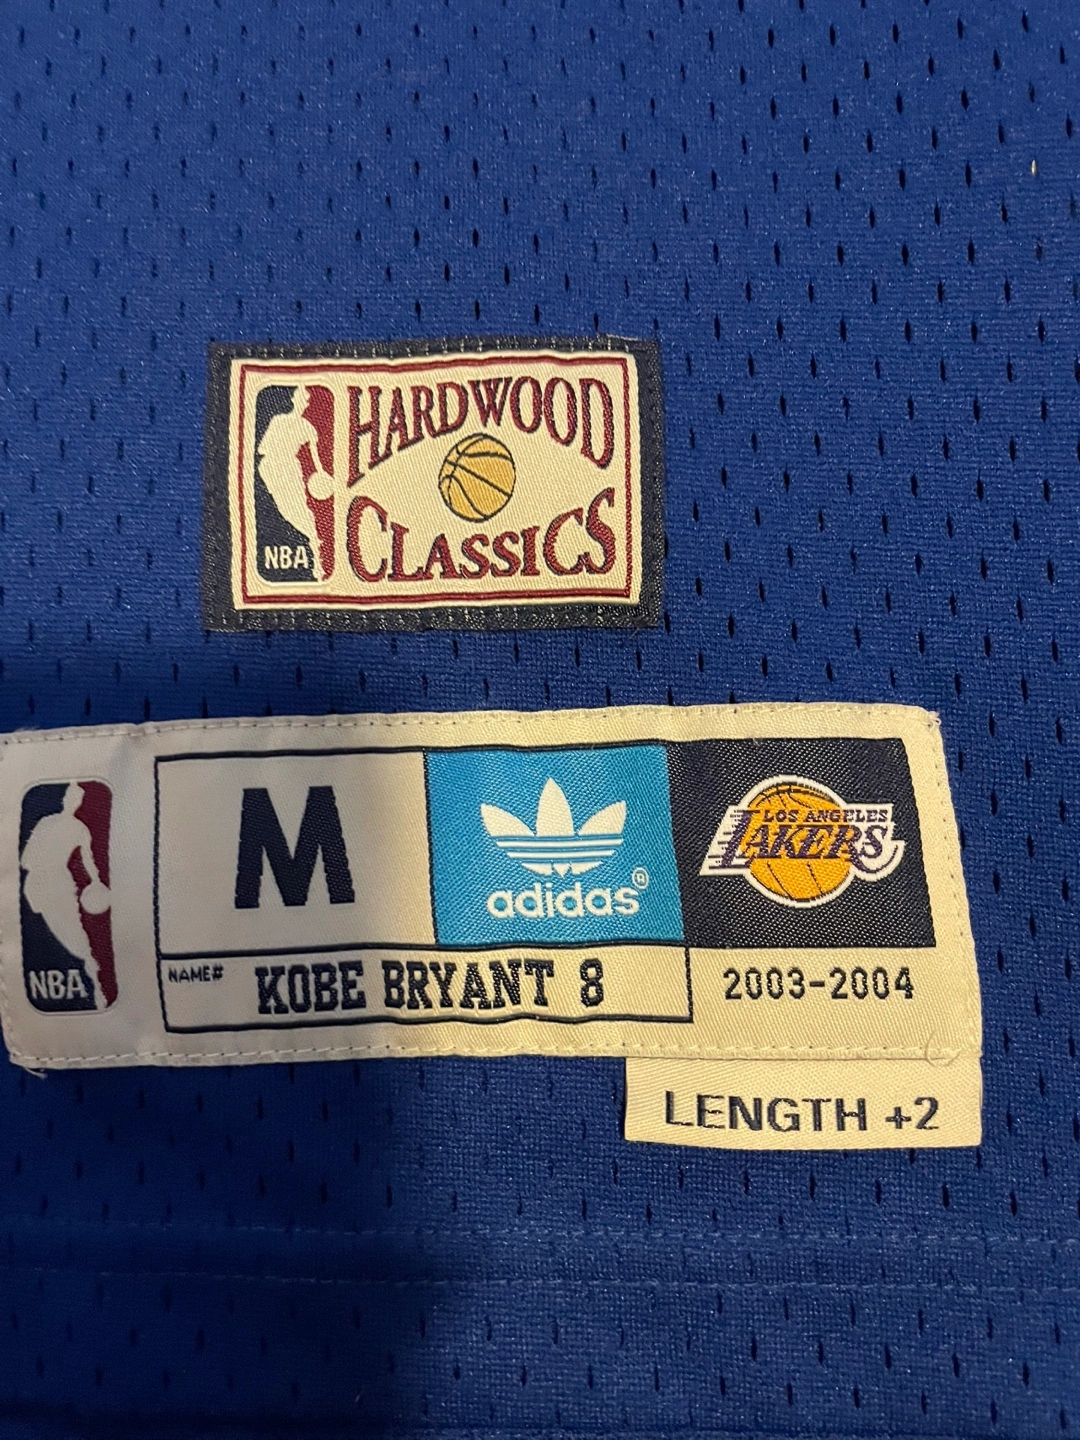 HARDWOOD
CLASSICS
NBA
M
adidas®
LOS ANGELES
LAKERS
NBA
NAME# KOBE BRYANT 8
2003-2004
LENGTH +2